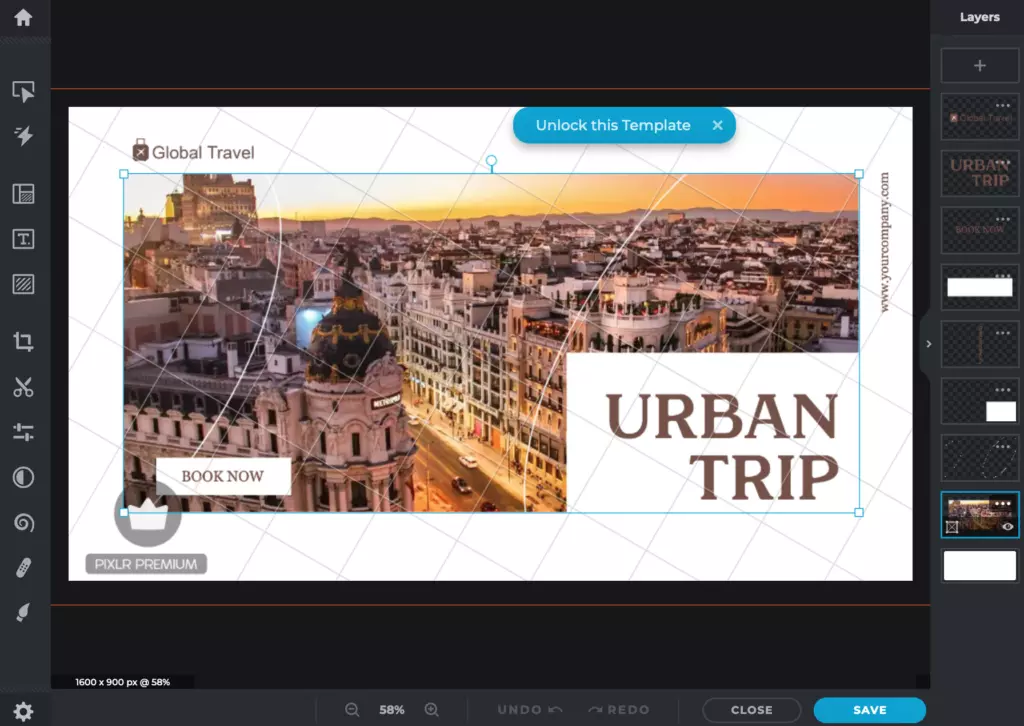 Layers
Unlock this Template
Global Travel
www.yourcompany.com
METROPOLIS
URBAN
TRIP
BOOK NOW
PIXLR PREMIUM
Global Travel
URBAN
TRIP
BOOK NOW
1600 x 900 px @ 58%
58%
UNDO
REDO
CLOSE
SAVE